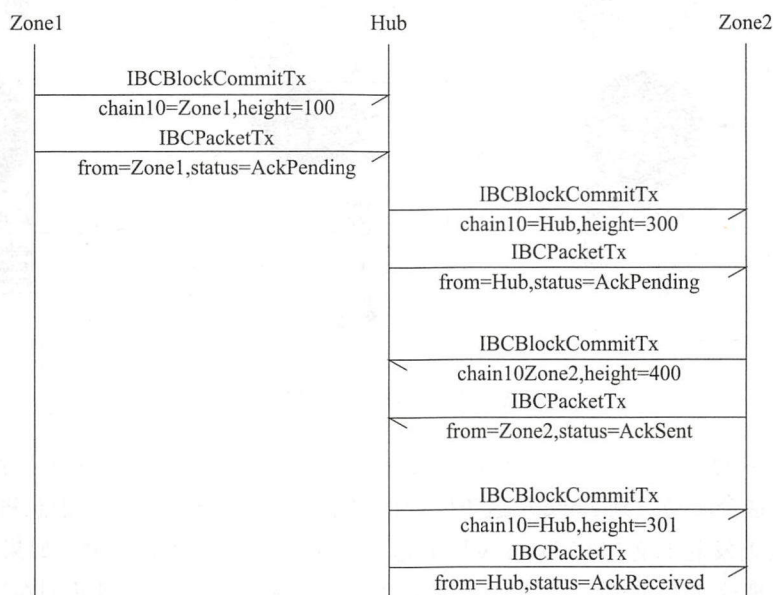 Zone1 Hub Zone2
IBCBlockCommitTx
chain10=Zone1,height=100
IBCPacketTx
from=Zone1,status=AckPending
IBCBlockCommitTx
chain10=Hub,height=300
IBCPacketTx
from=Hub,status=AckPending
IBCBlockCommitTx
chain10Zone2,height=400
IBCPacketTx
from=Zone2,status=AckSent
IBCBlockCommitTx
chain10=Hub,height=301
IBCPacketTx
from=Hub,status=AckReceived